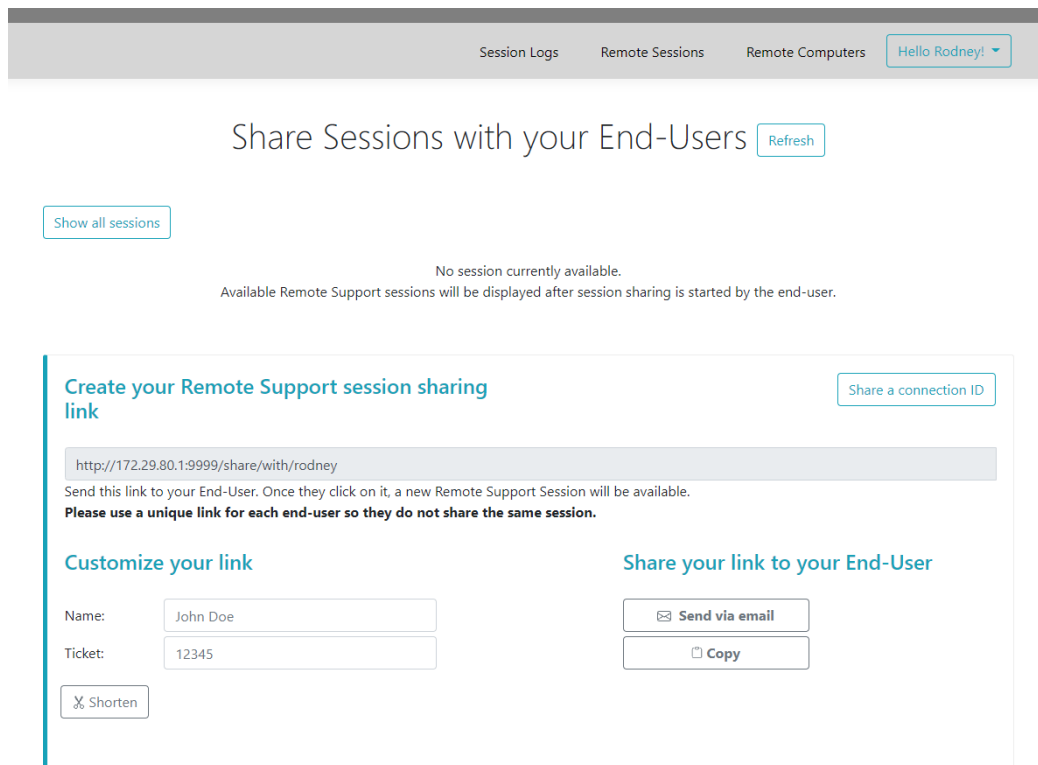 Session Logs Remote Sessions Remote Computers Hello Rodney!
Share Sessions with your End-Users Refresh
Show all sessions
No session currently available.
Available Remote Support sessions will be displayed after session sharing is started by the end-user.
Create your Remote Support session sharing
link
Share a connection ID
http://172.29.80.1:9999/share/with/rodney
Send this link to your End-User. Once they click on it, a new Remote Support Session will be available.
Please use a unique link for each end-user so they do not share the same session.
Customize your link
Name: John Doe
Ticket: 12345
Shorten
Share your link to your End-User
Send via email
Copy